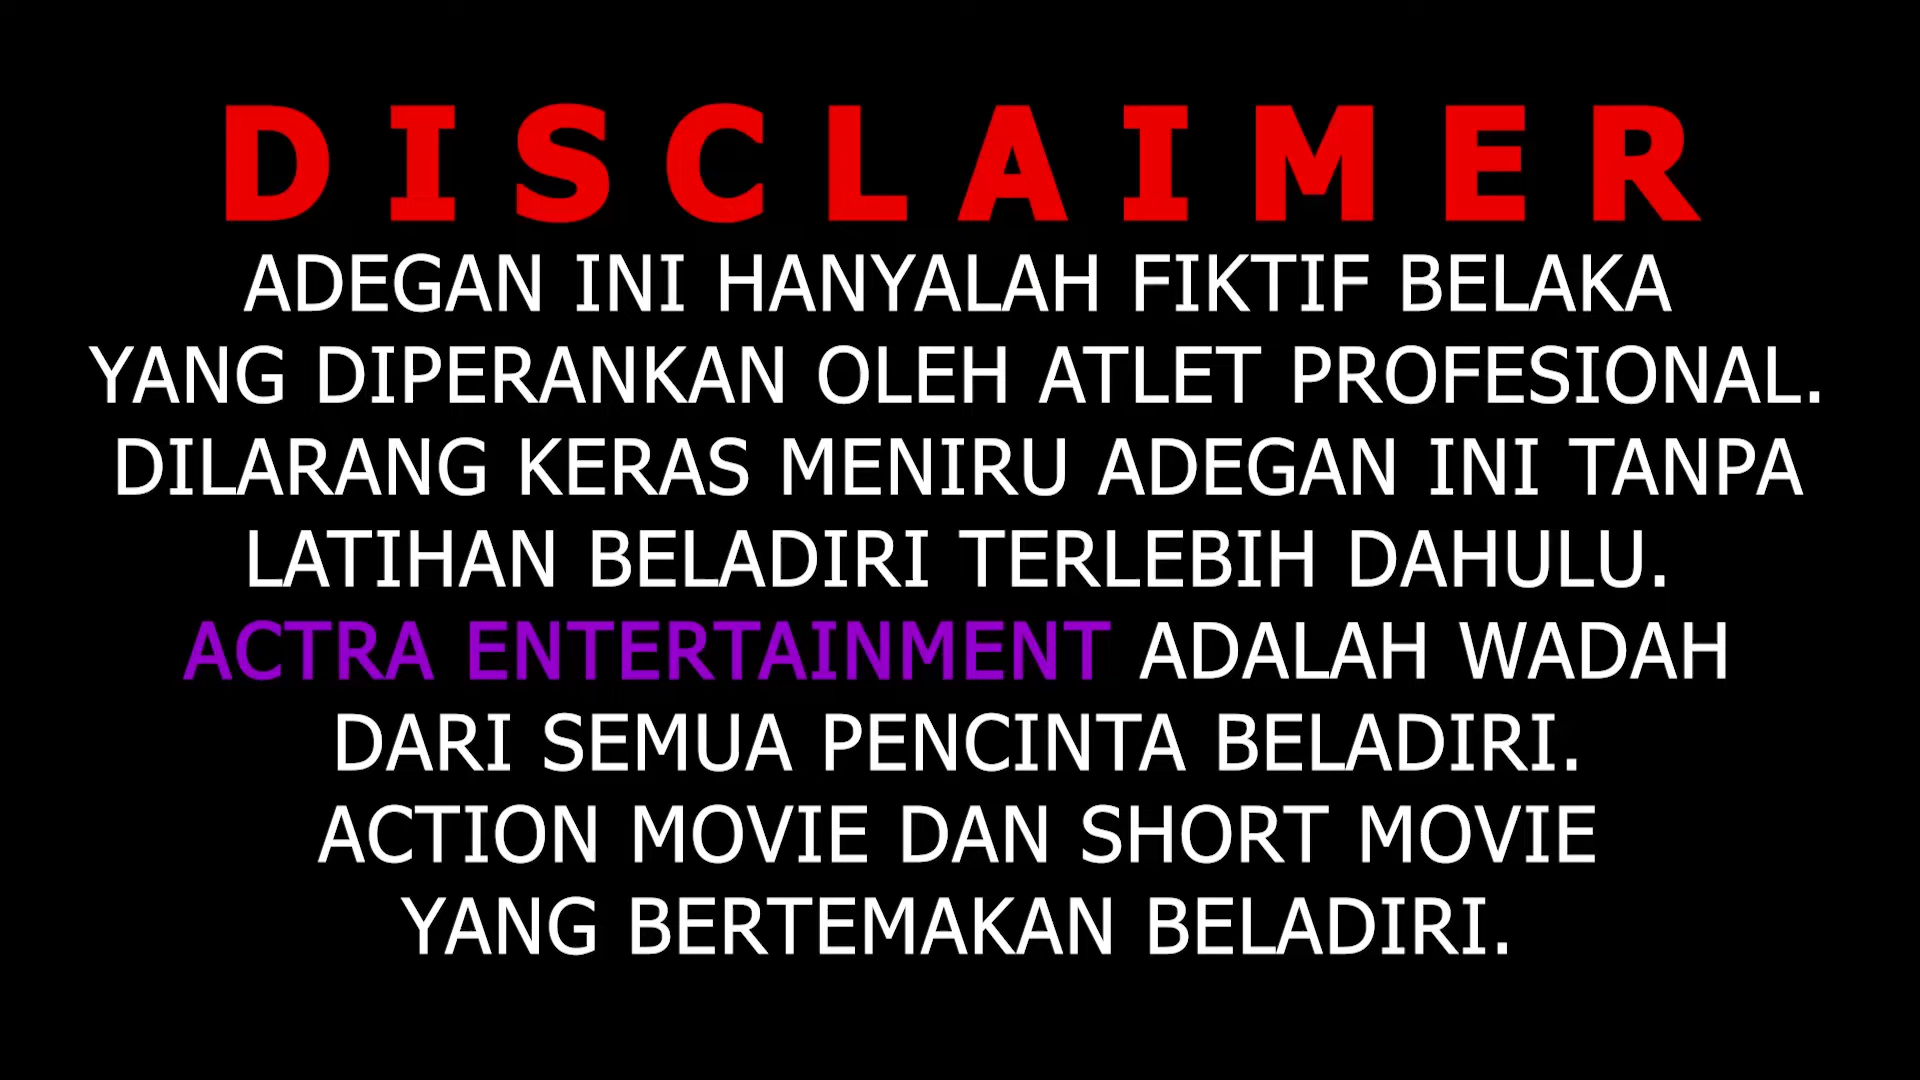 DISCLAIMER
ADEGAN INI HANYALAH FIKTIF BELAKA
YANG DIPERANKAN OLEH ATLET PROFESIONAL.
DILARANG KERAS MENIRU ADEGAN INI TANPA
LATIHAN BELADIRI TERLEBIH DAHULU.
ACTRA ENTERTAINMENT ADALAH WADAH
DARI SEMUA PENCINTA BELADIRI.
ACTION MOVIE DAN SHORT MOVIE
YANG BERTEMAKAN BELADIRI.